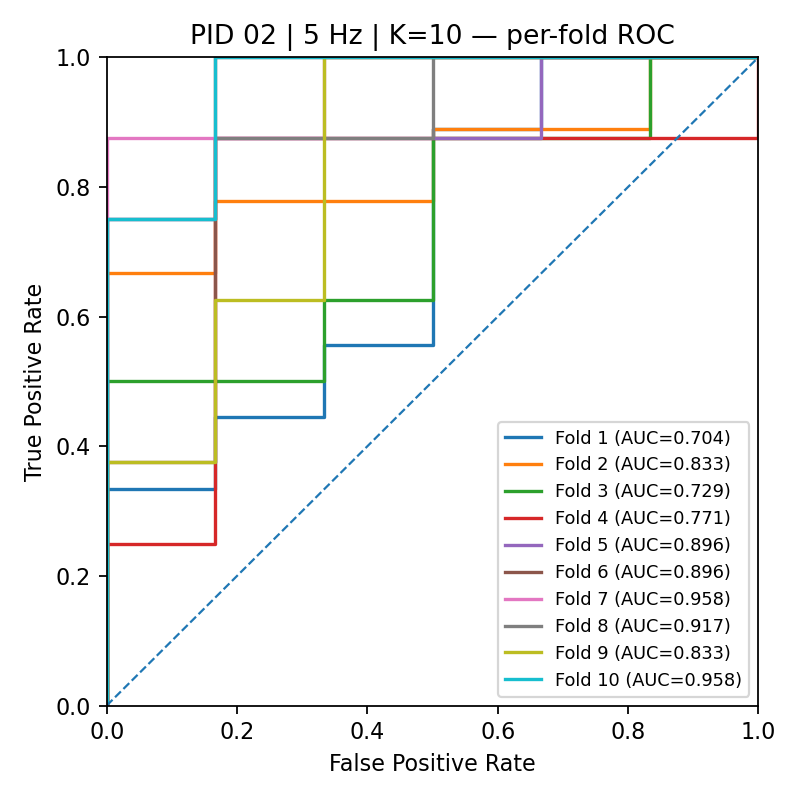 PID 02 | 5 Hz | K=10 — per-fold ROC
1.0
0.8
0.6
0.4
0.2
0.0
True Positive Rate
Fold 1 (AUC=0.704)
Fold 2 (AUC=0.833)
Fold 3 (AUC=0.729)
Fold 4 (AUC=0.771)
Fold 5 (AUC=0.896)
Fold 6 (AUC=0.896)
Fold 7 (AUC=0.958)
Fold 8 (AUC=0.917)
Fold 9 (AUC=0.833)
Fold 10 (AUC=0.958)
0.0 0.2 0.4 0.6 0.8 1.0
False Positive Rate